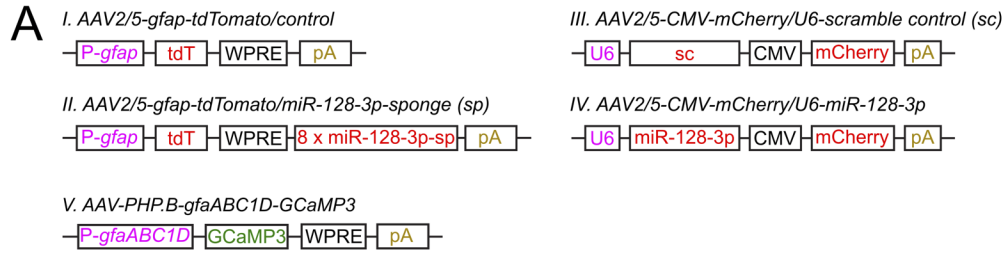 A
I. AAV2/5-gfap-tdTomato/control
P-gfap tdT WPRE pA
II. AAV2/5-gfap-tdTomato/miR-128-3p-sponge (sp)
P-gfap tdT WPRE 8 x miR-128-3p-sp pA
III. AAV2/5-CMV-mCherry/U6-scramble control (sc)
U6 sc CMV mCherry pA
IV. AAV2/5-CMV-mCherry/U6-miR-128-3p
U6 miR-128-3p CMV mCherry pA
V. AAV-PHP.B-gfaABC1D-GCaMP3
P-gfaABC1D GCaMP3 WPRE pA